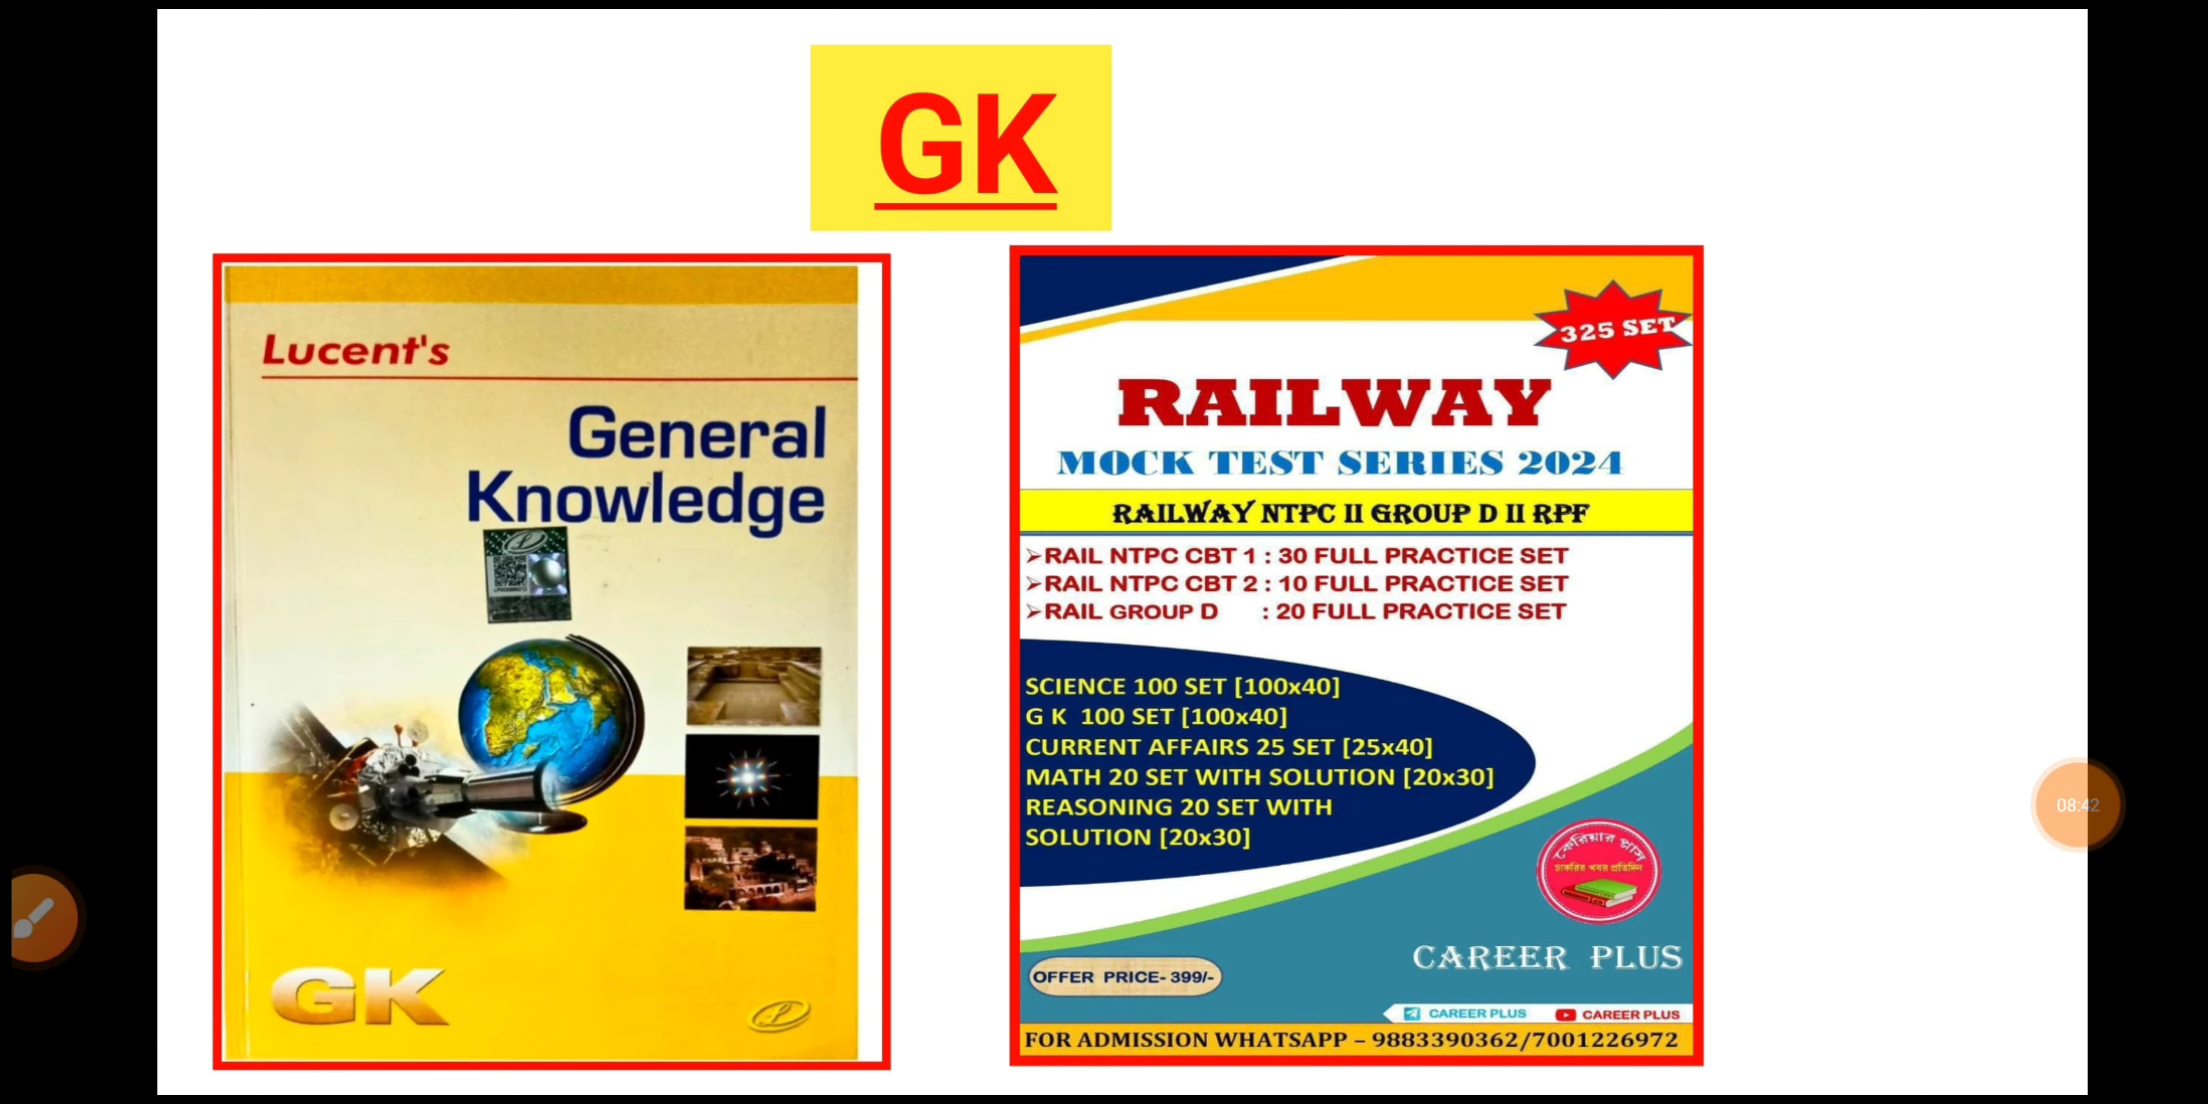 GK
Lucent's
General
Knowledge
GK
325 SET
RAILWAY
MOCK TEST SERIES 2024
RAILWAY NTPC II GROUP D II RPF
➢RAIL NTPC CBT 1 : 30 FULL PRACTICE SET
➢RAIL NTPC CBT 2 : 10 FULL PRACTICE SET
➢RAIL GROUP D : 20 FULL PRACTICE SET
SCIENCE 100 SET [100x40]
G K 100 SET [100x40]
CURRENT AFFAIRS 25 SET [25x40]
MATH 20 SET WITH SOLUTION [20x30]
REASONING 20 SET WITH
SOLUTION [20x30]
08:42
কেরিয়ার প্লাস
চাকরির খবর প্রতিদিন
CAREER PLUS
OFFER PRICE- 399/-
CAREER PLUS
CAREER PLUS
FOR ADMISSION WHATSAPP – 9883390362/7001226972